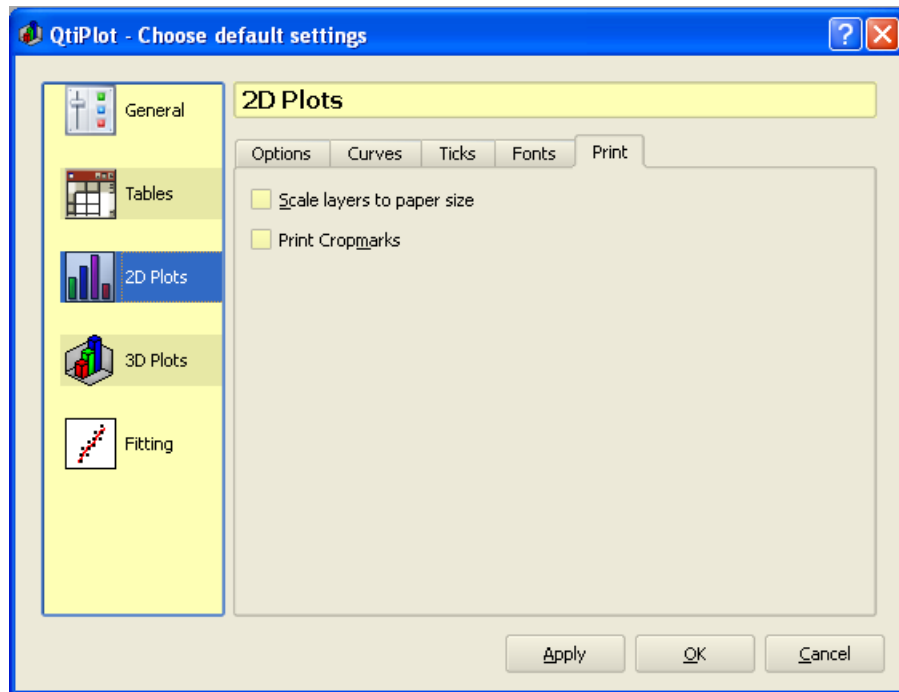 QtiPlot - Choose default settings
General
Tables
2D Plots
3D Plots
Fitting
2D Plots
Options Curves Ticks Fonts Print
Scale layers to paper size
Print Cropmarks
Apply OK Cancel